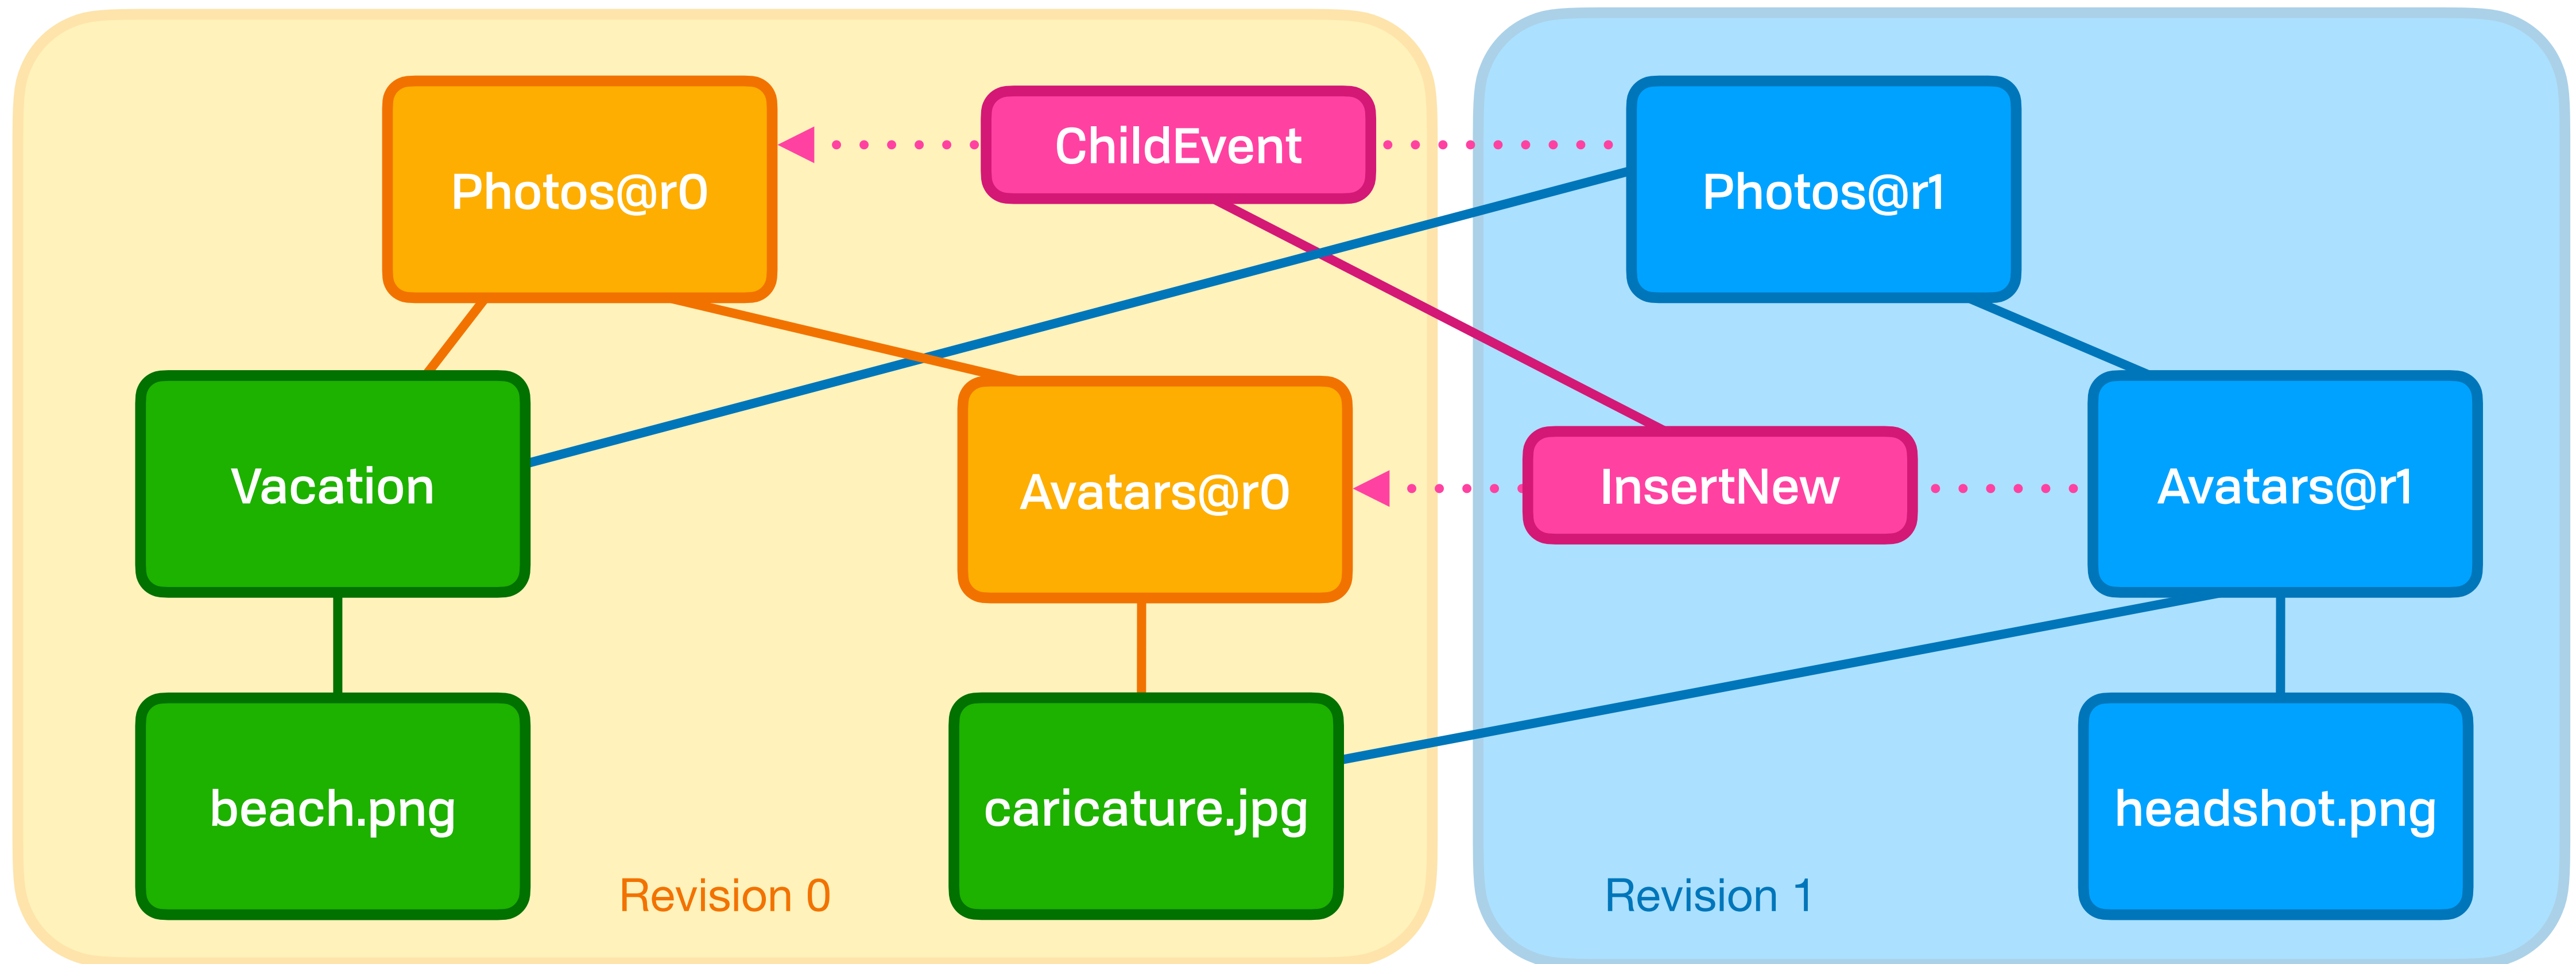 Photos@r0
ChildEvent
Photos@r1
Vacation
Avatars@r0
InsertNew
Avatars@r1
beach.png
caricature.jpg
headshot.png
Revision 0
Revision 1